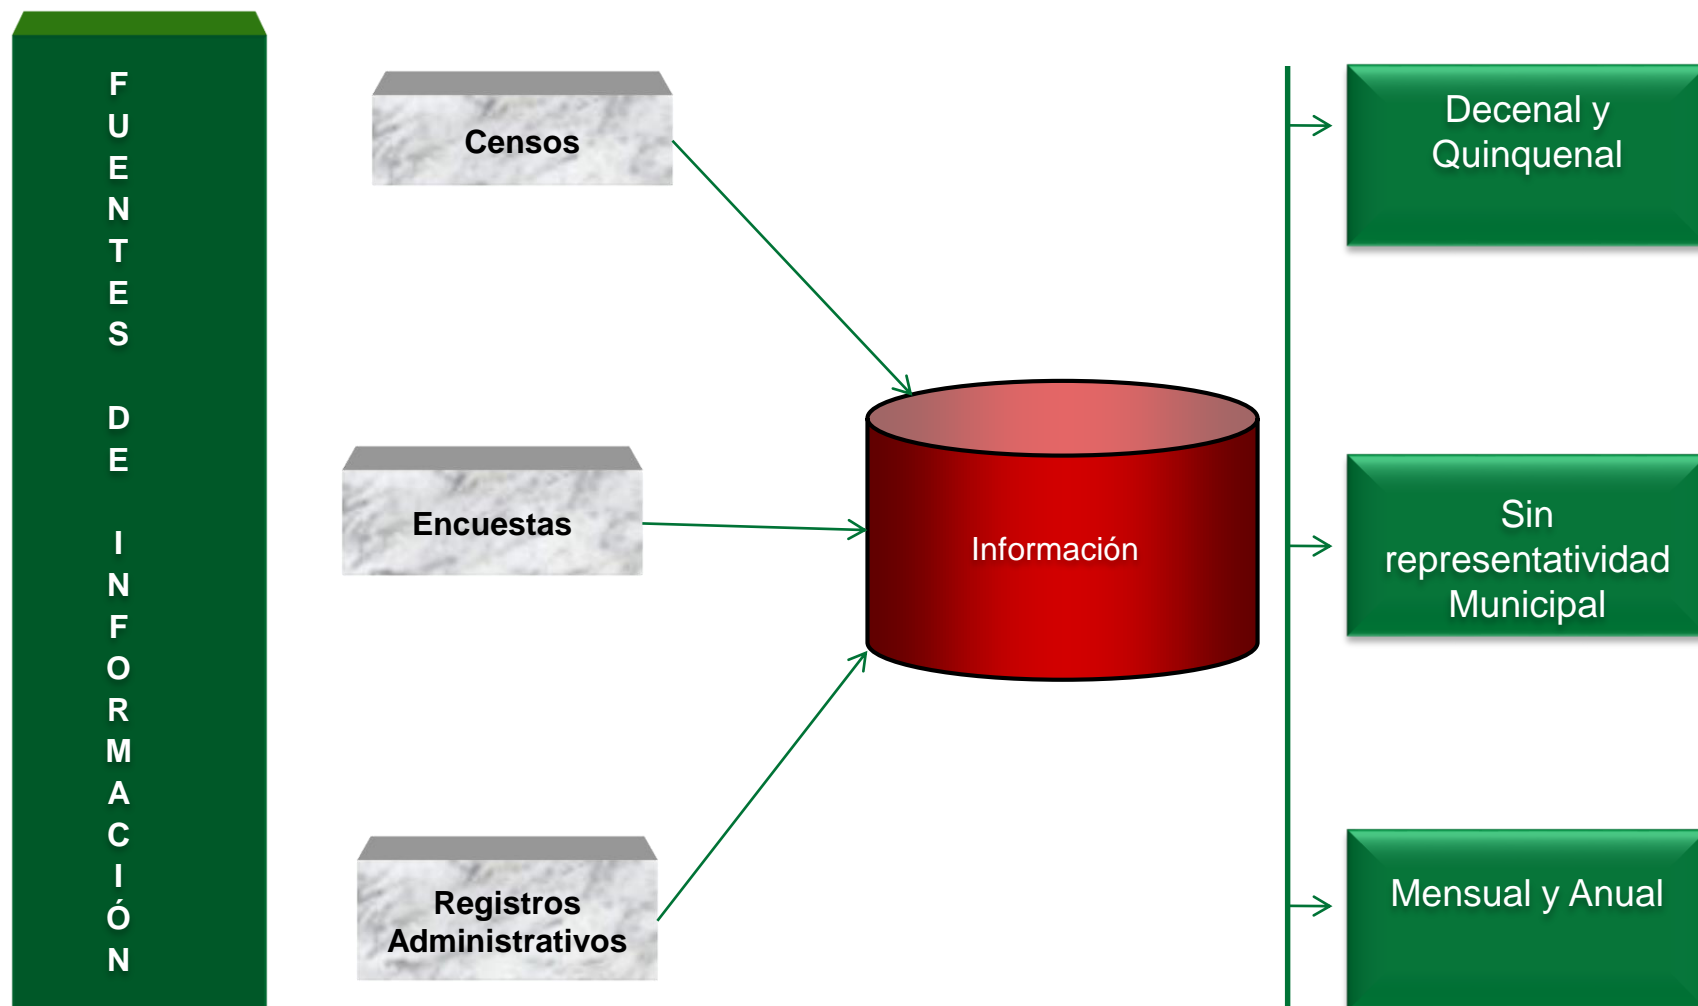 FUENTES DE INFORMACIÓN
Censos
Encuestas
Registros
Administrativos
Información
Decenal y
Quinquenal
Sin
representatividad
Municipal
Mensual y Anual